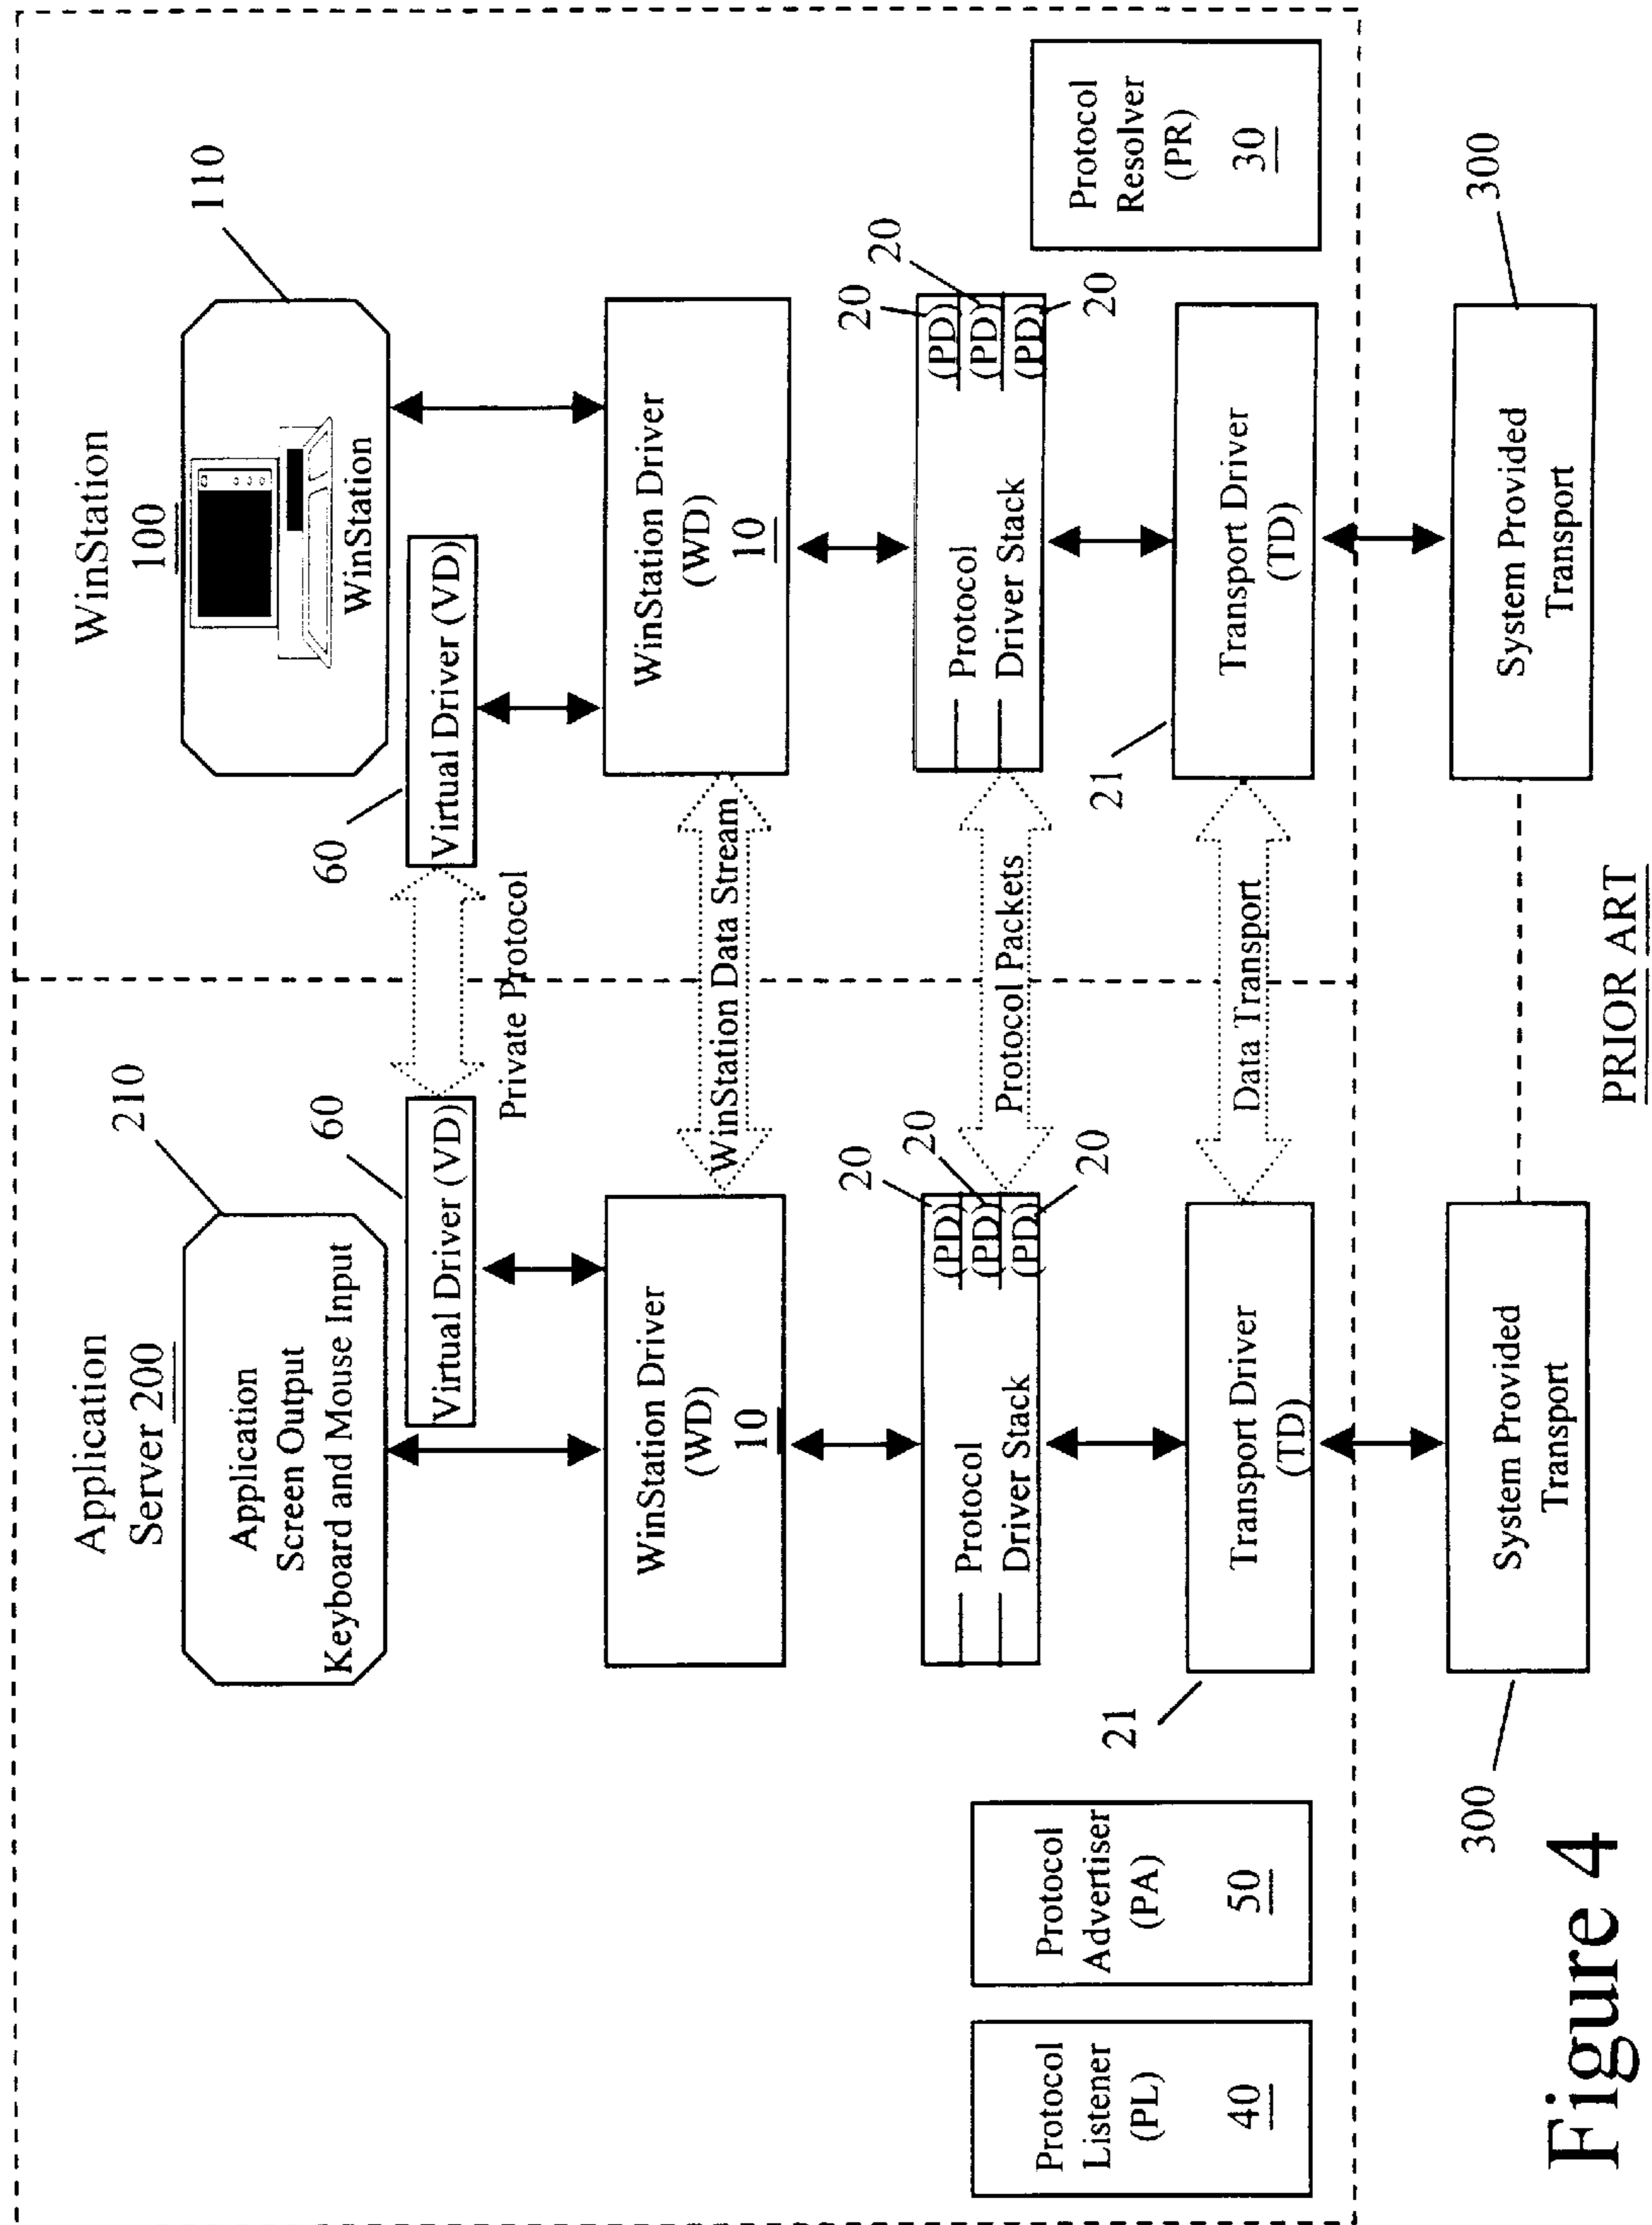 Application
Server 200
210
Application
Screen Output
Keyboard and Mouse Input
60
Virtual Driver (VD)
Private Protocol
WinStation Driver
(WD)
10
WinStation Data Stream
Protocol
Driver Stack
(PD)
(PD)
(PD)
20
20
20
Protocol Packets
Transport Driver
(TD)
21
Data Transport
Protocol
Listener
(PL)
40
Protocol
Advertiser
(PA)
50
System Provided
Transport
300
WinStation
100
110
WinStation
60
Virtual Driver (VD)
WinStation Driver
(WD)
10
Protocol
Driver Stack
(PD)
(PD)
(PD)
20
20
20
Transport Driver
(TD)
21
Protocol
Resolver
(PR)
30
System Provided
Transport
300
Figure 4
PRIOR ART